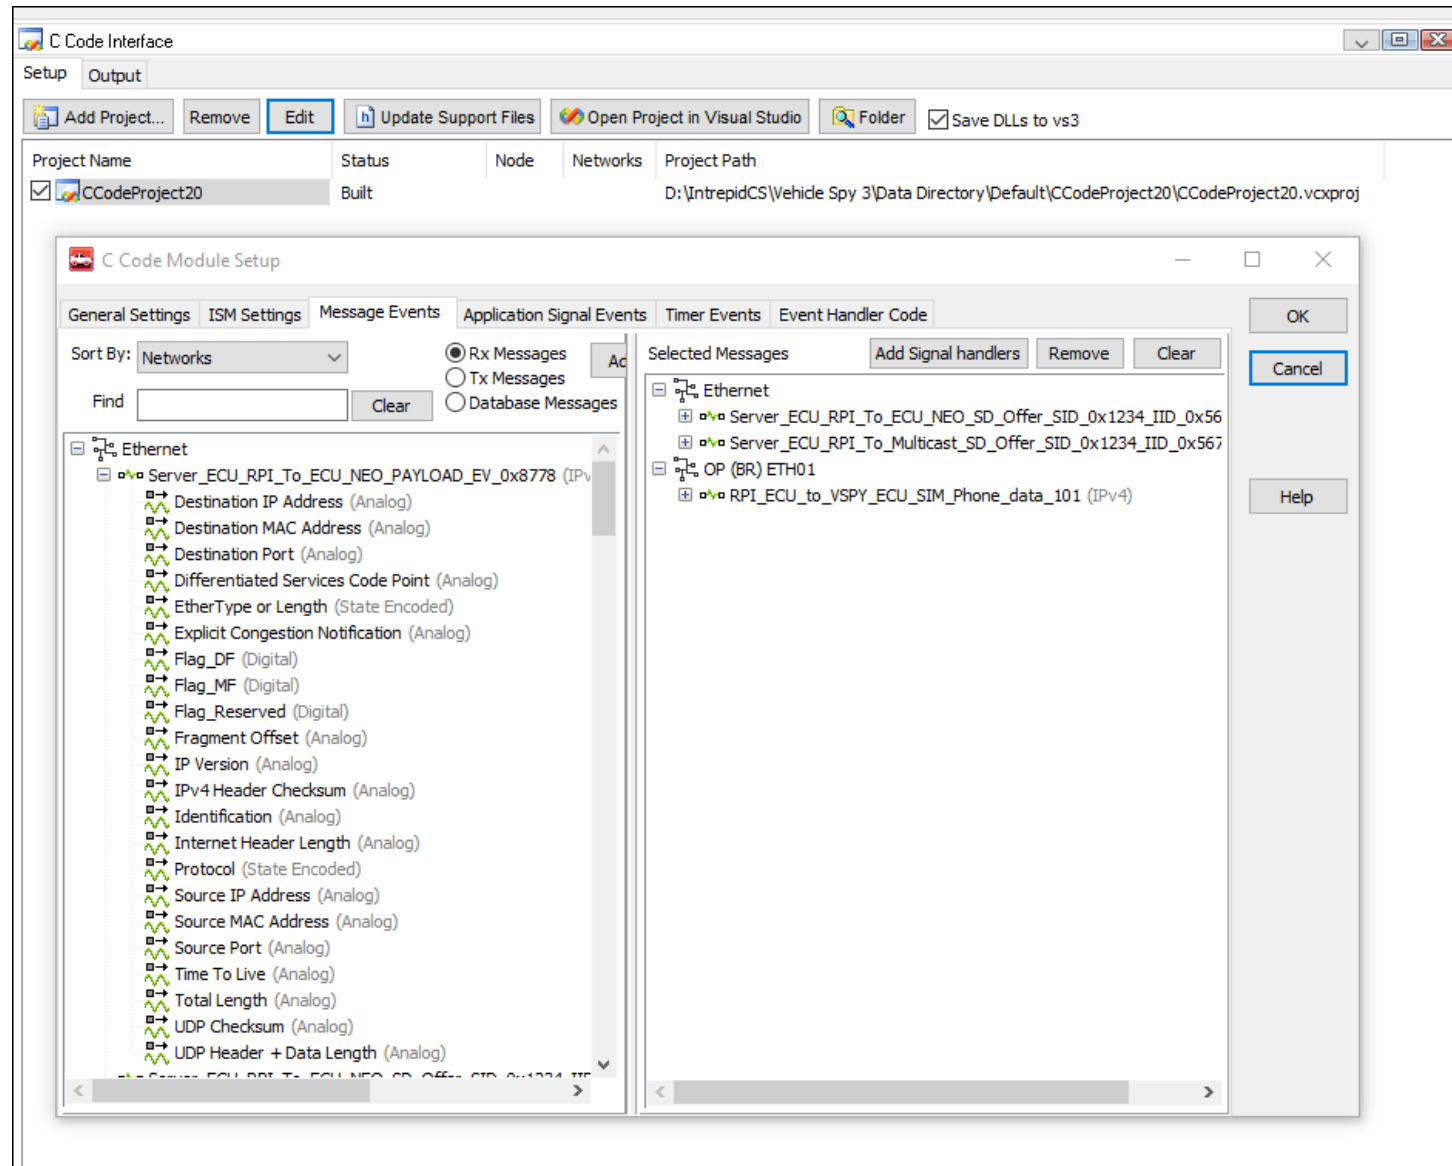 C Code Interface
Setup Output
Add Project... Remove Edit Update Support Files Open Project in Visual Studio Folder Save DLLs to vs3
Project Name Status Node Networks Project Path
CCodeProject20 Built D:\IntrepidCS\Vehicle Spy 3\Data Directory\Default\CCodeProject20\CCodeProject20.vcxproj
C Code Module Setup
General Settings ISM Settings Message Events Application Signal Events Timer Events Event Handler Code
OK
Cancel
Help
Sort By: Networks
Rx Messages
Tx Messages
Database Messages
Ad
Find Clear
Ethernet
Server_ECU_RPI_To_ECU_NEO_PAYLOAD_EV_0x8778 (IPv
Destination IP Address (Analog)
Destination MAC Address (Analog)
Destination Port (Analog)
Differentiated Services Code Point (Analog)
EtherType or Length (State Encoded)
Explicit Congestion Notification (Analog)
Flag_DF (Digital)
Flag_MF (Digital)
Flag_Reserved (Digital)
Fragment Offset (Analog)
IP Version (Analog)
IPv4 Header Checksum (Analog)
Identification (Analog)
Internet Header Length (Analog)
Protocol (State Encoded)
Source IP Address (Analog)
Source MAC Address (Analog)
Source Port (Analog)
Time To Live (Analog)
Total Length (Analog)
UDP Checksum (Analog)
UDP Header + Data Length (Analog)
Server_ECU_RPI_To_ECU_NEO_SD_Offer_SID_0x1234_IID
Selected Messages Add Signal handlers Remove Clear
Ethernet
Server_ECU_RPI_To_ECU_NEO_SD_Offer_SID_0x1234_IID_0x56
Server_ECU_RPI_To_Multicast_SD_Offer_SID_0x1234_IID_0x567
OP (BR) ETH01
RPI_ECU_to_VSPY_ECU_SIM_Phone_data_101 (IPv4)